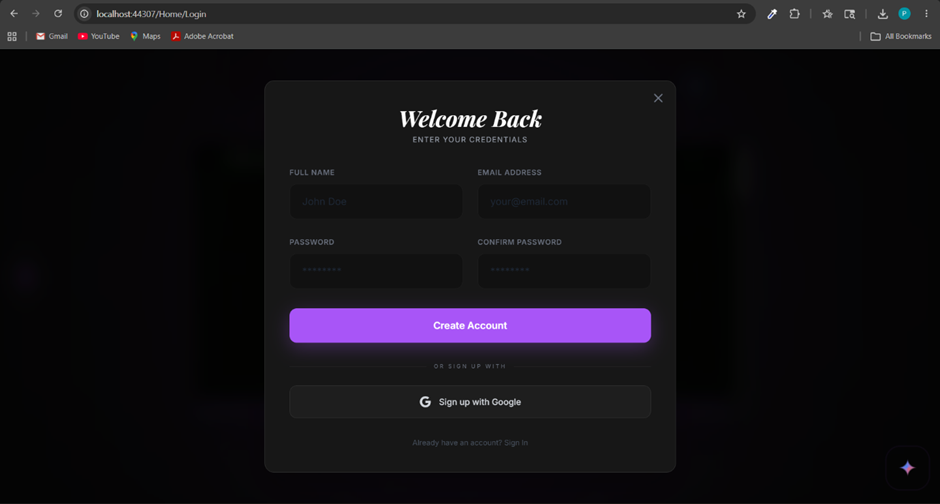 localhost:44307/Home/Login
P
Gmail YouTube Maps Adobe Acrobat All Bookmarks
Welcome Back
ENTER YOUR CREDENTIALS
FULL NAME EMAIL ADDRESS
John Doe your@email.com
PASSWORD CONFIRM PASSWORD
******** ********
Create Account
OR SIGN UP WITH
G Sign up with Google
Already have an account? Sign In